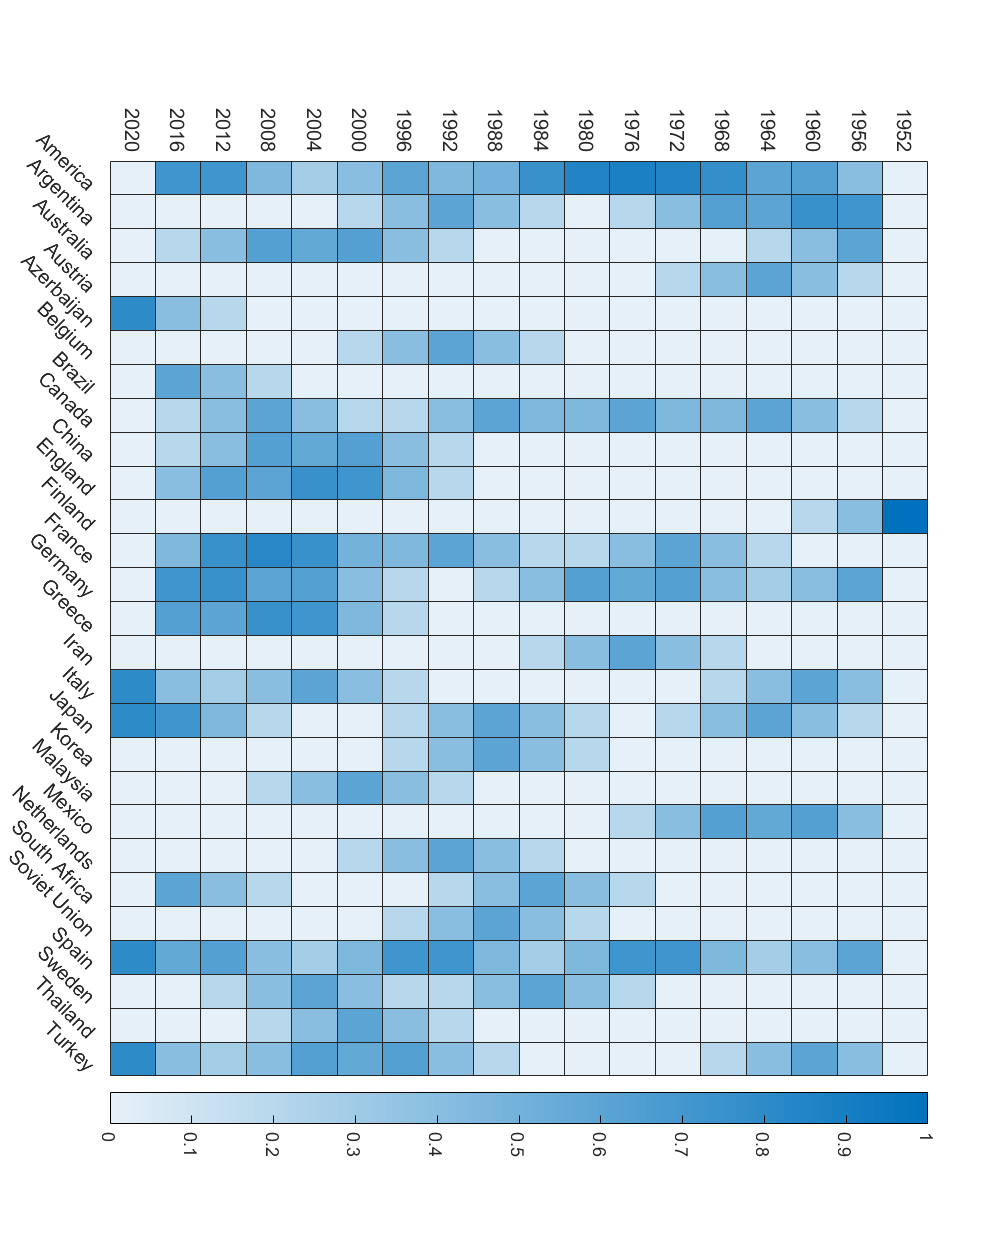 2020
2016
2012
2008
2004
2000
1996
1992
1988
1984
1980
1976
1972
1968
1964
1960
1956
1952
America
Argentina
Australia
Austria
Azerbaijan
Belgium
Brazil
Canada
China
England
Finland
France
Germany
Greece
Iran
Italy
Japan
Korea
Malaysia
Mexico
Netherlands
South Africa
Soviet Union
Spain
Sweden
Thailand
Turkey
0
0.1
0.2
0.3
0.4
0.5
0.6
0.7
0.8
0.9
1